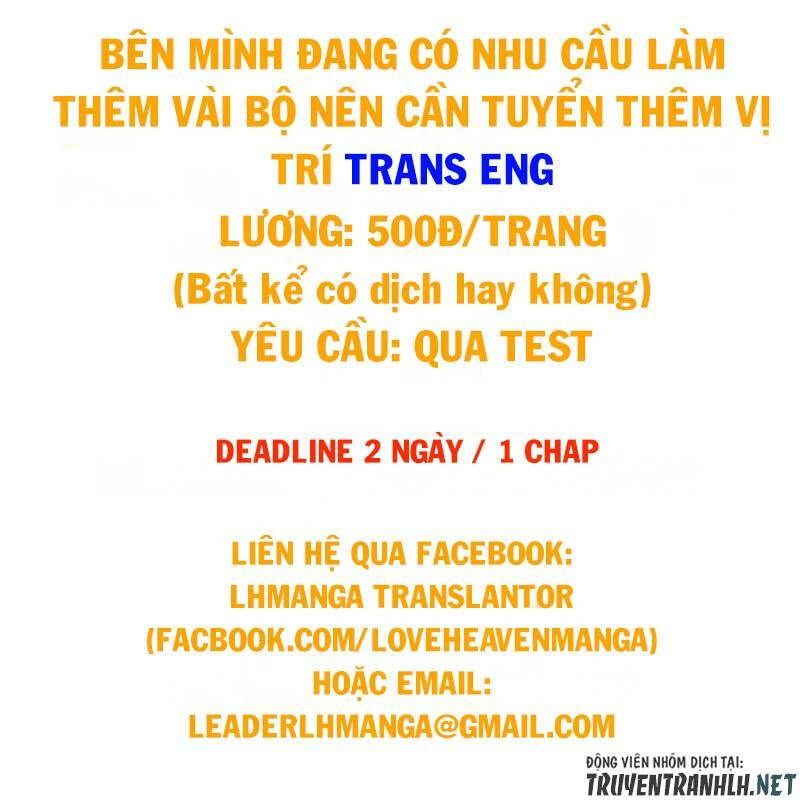 BÊN MÌNH ĐANG CÓ NHU CẦU LÀM
THÊM VÀI BỘ NÊN CẦN TUYỂN THÊM VỊ
TRÍ TRANS ENG
LƯƠNG: 500Đ/TRANG
(Bất kể có dịch hay không)
YÊU CẦU: QUA TEST
DEADLINE 2 NGÀY / 1 CHAP
LIÊN HỆ QUA FACEBOOK:
LHMANGA TRANSLANTOR
(FACBOOK.COM/LOVEHEAVENMANGA)
HOẶC EMAIL:
LEADERLHMANGA@GMAIL.COM
ĐỘNG VIÊN NHÓM DỊCH TẠI:
TRUYENTRANHLH.NET